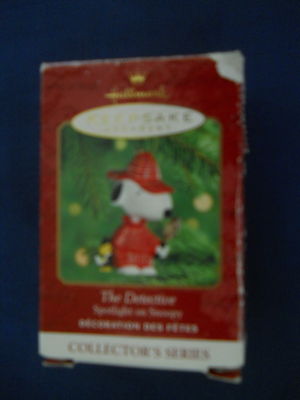 Hallmark
KEEPSAKE
ORNAMENT
The Detective
Spotlight on Snoopy
DÉCORATION DES FÊTES
COLLECTOR'S SERIES